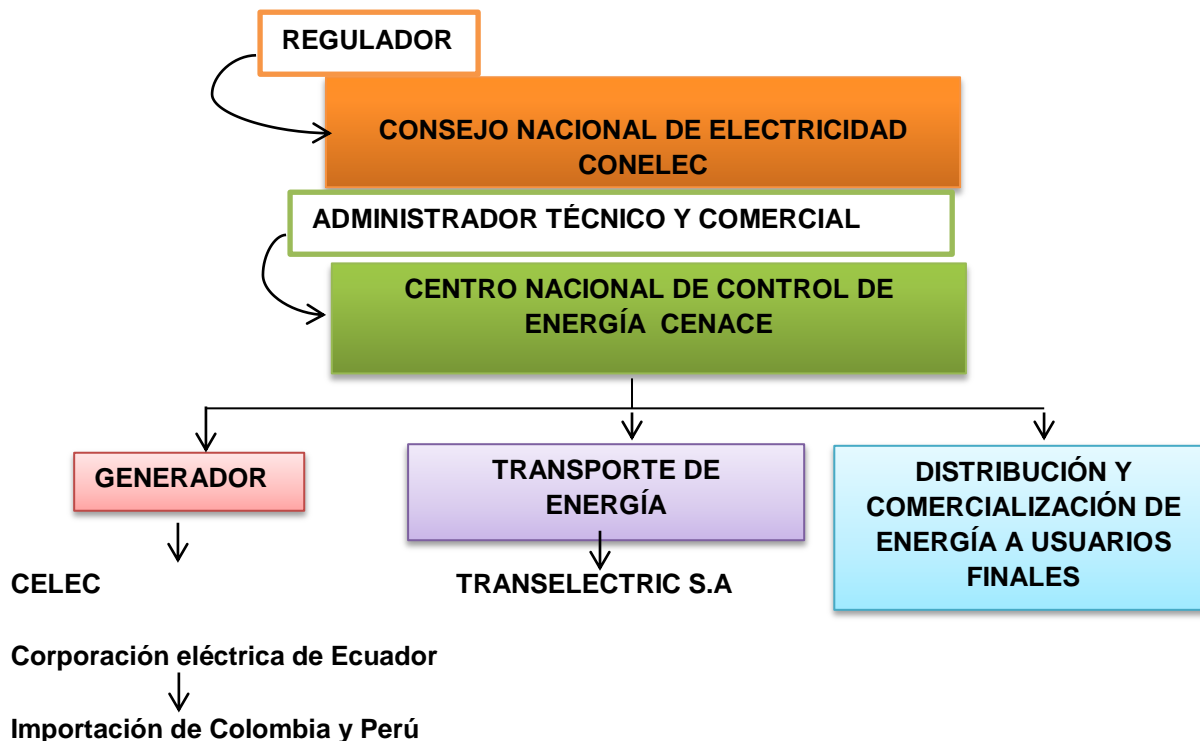 REGULADOR
CONSEJO NACIONAL DE ELECTRICIDAD
CONELEC
ADMINISTRADOR TÉCNICO Y COMERCIAL
CENTRO NACIONAL DE CONTROL DE
ENERGÍA CENACE
GENERADOR
TRANSPORTE DE
ENERGÍA
DISTRIBUCIÓN Y
COMERCIALIZACIÓN DE
ENERGÍA A USUARIOS
FINALES
CELEC
TRANSELECTRIC S.A
Corporación eléctrica de Ecuador
Importación de Colombia y Perú